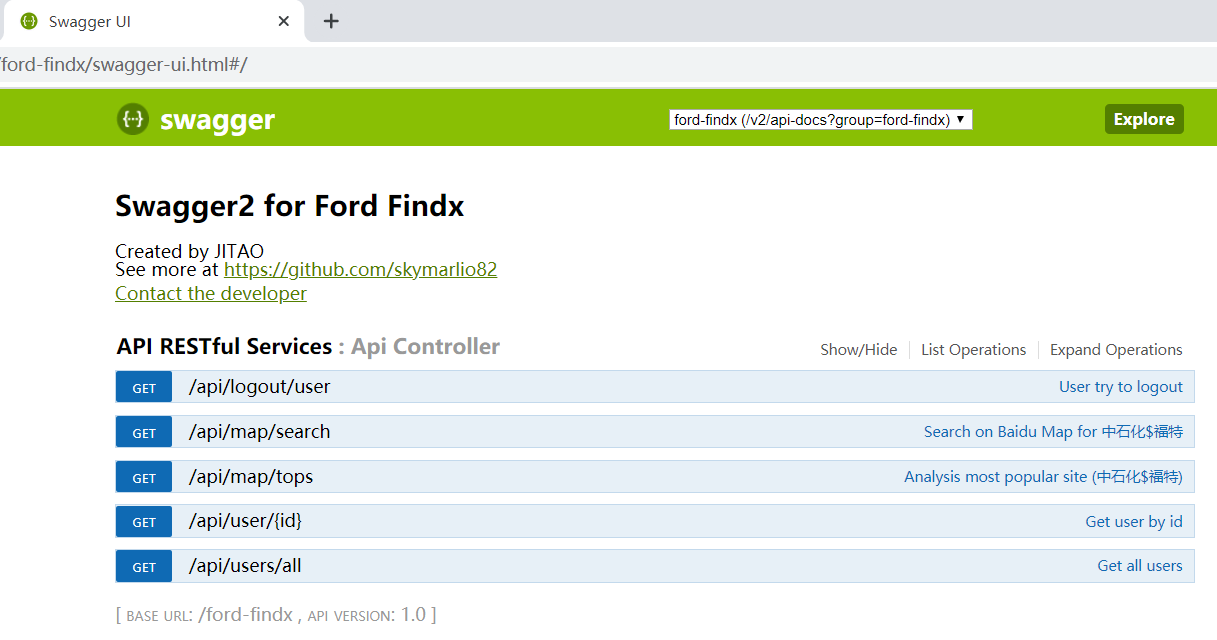 Swagger UI
/ford-findx/swagger-ui.html#/
swagger
ford-findx (/v2/api-docs?group=ford-findx)
Explore
Swagger2 for Ford Findx
Created by JITAO
See more at https://github.com/skymarlio82
Contact the developer
API RESTful Services : Api Controller
Show/Hide
List Operations
Expand Operations
GET /api/logout/user User try to logout
GET /api/map/search Search on Baidu Map for 中石化$福特
GET /api/map/tops Analysis most popular site (中石化$福特)
GET /api/user/{id} Get user by id
GET /api/users/all Get all users
[ BASE URL: /ford-findx , API VERSION: 1.0 ]